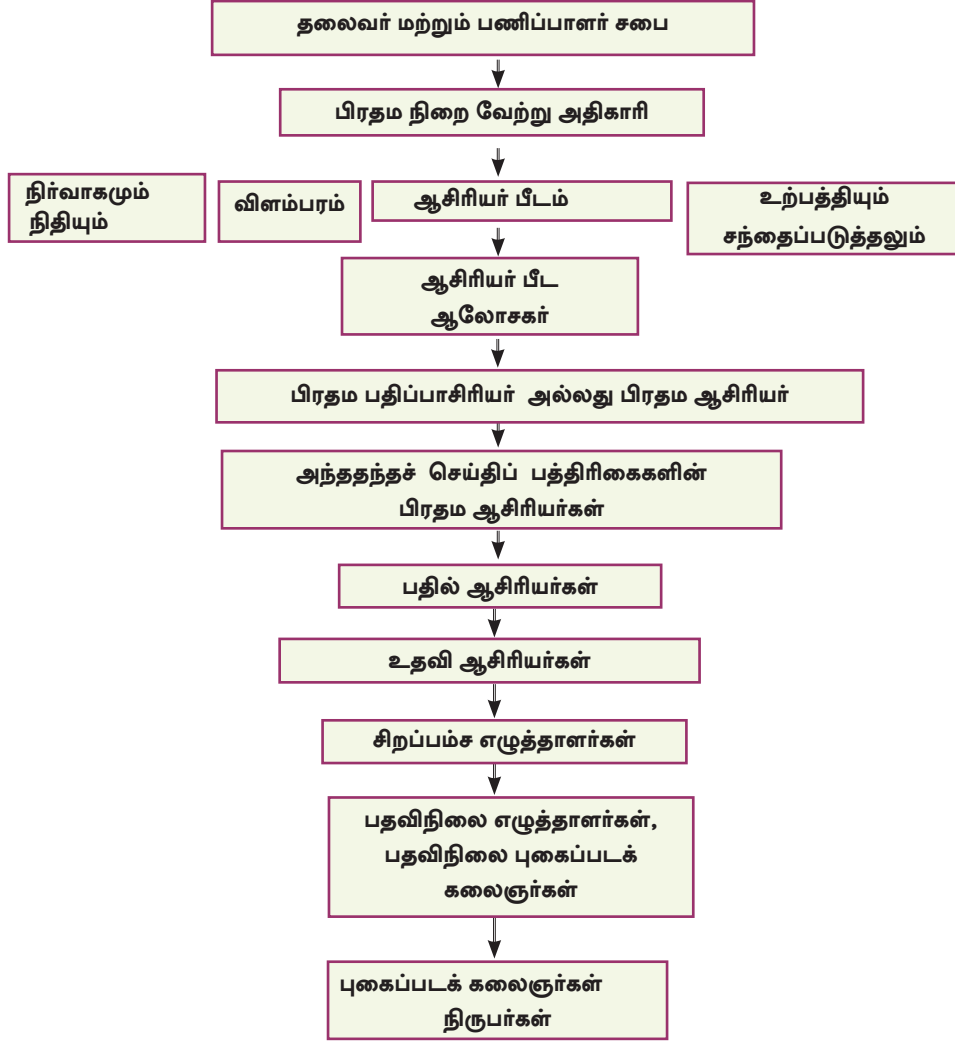 தலைவர் மற்றும் பணிப்பாளர் சபை
பிரதம நிறை வேற்று அதிகாரி
நிர்வாகமும்
நிதியும்
விளம்பரம்
ஆசிரியர் பீடம்
உற்பத்தியும்
சந்தைப்படுத்தலும்
ஆசிரியர் பீட
ஆலோசகர்
பிரதம பதிப்பாசிரியர் அல்லது பிரதம ஆசிரியர்
அந்ததந்தச் செய்திப் பத்திரிகைகளின்
பிரதம ஆசிரியர்கள்
பதில் ஆசிரியர்கள்
உதவி ஆசிரியர்கள்
சிறப்பம்ச எழுத்தாளர்கள்
பதவிநிலை எழுத்தாளர்கள்,
பதவிநிலை புகைப்படக்
கலைஞர்கள்
புகைப்படக் கலைஞர்கள்
நிருபர்கள்